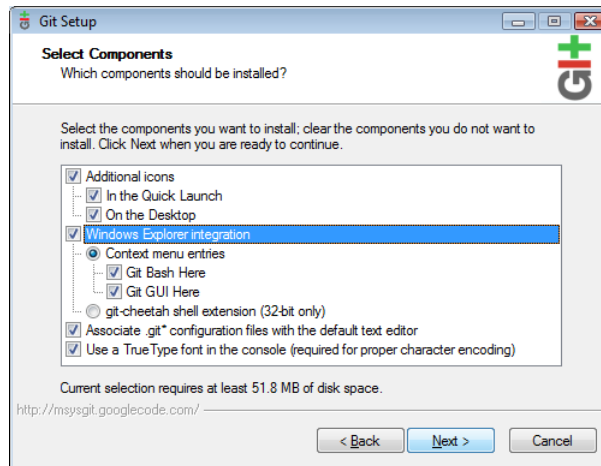 Git Setup
Select Components
Which components should be installed?
GIt
Select the components you want to install; clear the components you do not want to
install. Click Next when you are ready to continue.
Additional icons
In the Quick Launch
On the Desktop
Windows Explorer integration
Context menu entries
Git Bash Here
Git GUI Here
git-cheetah shell extension (32-bit only)
Associate .git* configuration files with the default text editor
Use a TrueType font in the console (required for proper character encoding)
Current selection requires at least 51.8 MB of disk space.
http://msysgit.googlecode.com/
< Back
Next >
Cancel